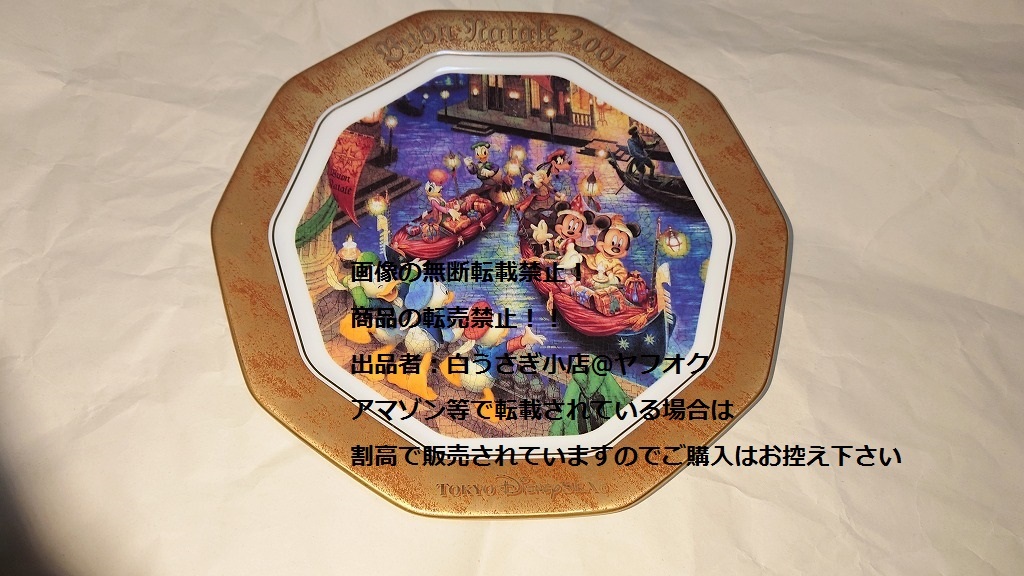 Buon Natale 2001
Buon
Natale
画像の無断転載禁止！
商品の転売禁止！！
出品者：白うさぎ小店@ヤフオク
アマゾン等で転載されている場合は
割高で販売されていますのでご購入はお控え下さい
TOKYO DISNEYSEA